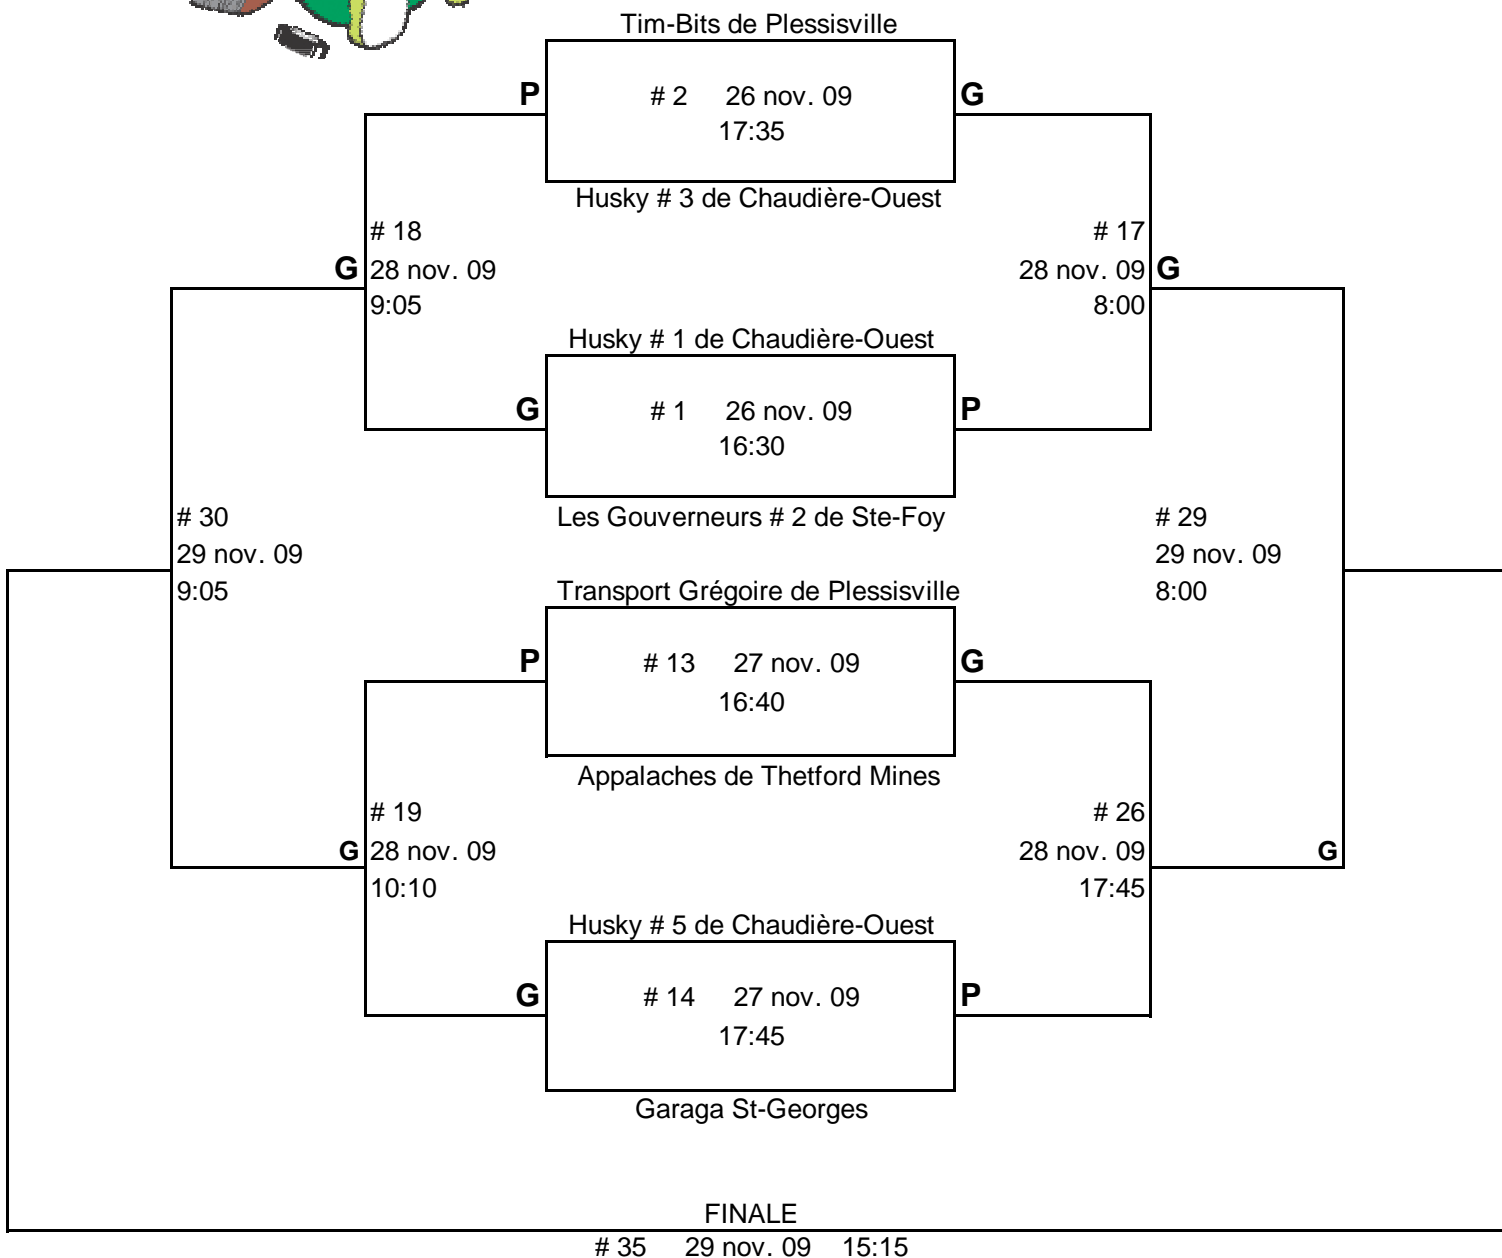 Tim-Bits de Plessisville
P # 2 26 nov. 09 G
17:35
Husky # 3 de Chaudière-Ouest
# 18 # 17
G 28 nov. 09 28 nov. 09 G
9:05 8:00
Husky # 1 de Chaudière-Ouest
G # 1 26 nov. 09 P
16:30
Les Gouverneurs # 2 de Ste-Foy
# 30 # 29
29 nov. 09 29 nov. 09
9:05 8:00
Transport Grégoire de Plessisville
P # 13 27 nov. 09 G
16:40
Appalaches de Thetford Mines
# 19 # 26
G 28 nov. 09 28 nov. 09 G
10:10 17:45
Husky # 5 de Chaudière-Ouest
G # 14 27 nov. 09 P
17:45
Garaga St-Georges
FINALE
# 35 29 nov. 09 15:15